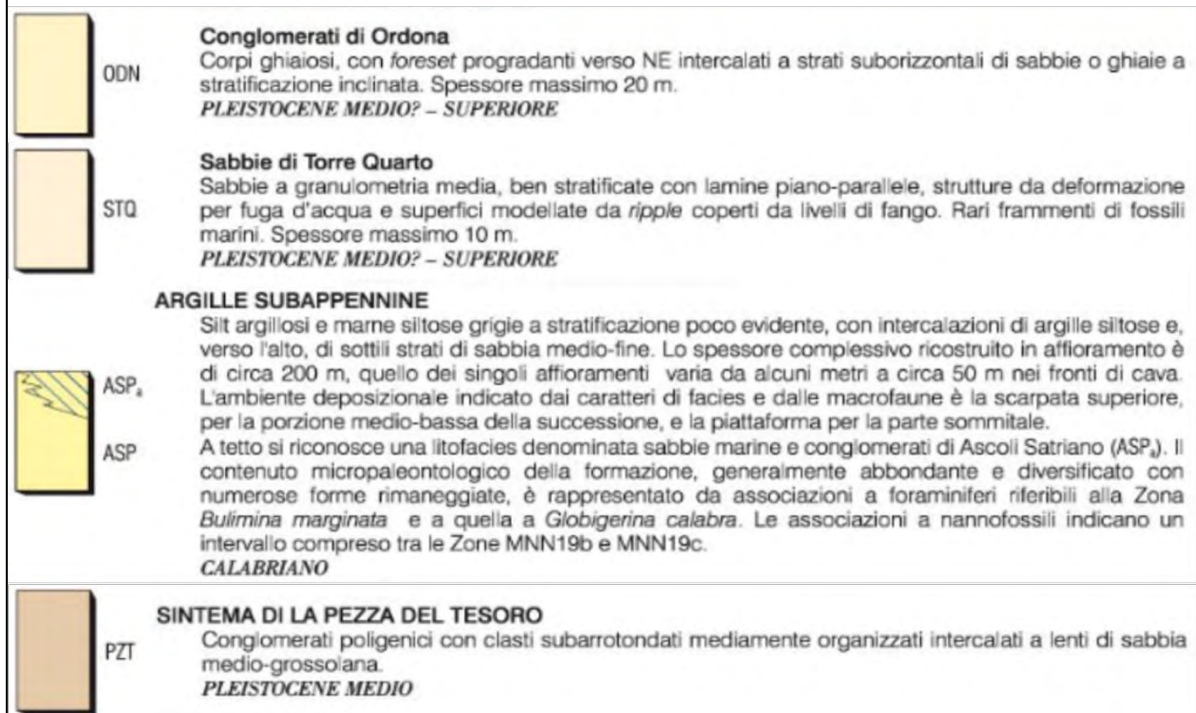 ODN
Conglomerati di Ordona
Corpi ghiaiosi, con foreset progradanti verso NE intercalati a strati suborizzontali di sabbie o ghiaie a
stratificazione inclinata. Spessore massimo 20 m.
PLEISTOCENE MEDIO? – SUPERIORE
STQ
Sabbie di Torre Quarto
Sabbie a granulometria media, ben stratificate con lamine piano-parallele, strutture da deformazione
per fuga d'acqua e superfici modellate da ripple coperti da livelli di fango. Rari frammenti di fossili
marini. Spessore massimo 10 m.
PLEISTOCENE MEDIO? – SUPERIORE
ARGILLE SUBAPPENNINE
Silt argillosi e marne siltose grigie a stratificazione poco evidente, con intercalazioni di argille siltose e,
verso l'alto, di sottili strati di sabbia medio-fine. Lo spessore complessivo ricostruito in affioramento è
di circa 200 m, quello dei singoli affioramenti varia da alcuni metri a circa 50 m nei fronti di cava.
L'ambiente deposizionale indicato dai caratteri di facies e dalle macrofaune è la scarpata superiore,
per la porzione medio-bassa della successione, e la piattaforma per la parte sommitale.
ASPa
ASP
A tetto si riconosce una litofacies denominata sabbie marine e conglomerati di Ascoli Satriano (ASPa). Il
contenuto micropaleontologico della formazione, generalmente abbondante e diversificato con
numerose forme rimaneggiate, è rappresentato da associazioni a foraminiferi riferibili alla Zona
Bulimina marginata e a quella a Globigerina calabra. Le associazioni a nannofossili indicano un
intervallo compreso tra le Zone MNN19b e MNN19c.
CALABRIANO
PZT
SINTEMA DI LA PEZZA DEL TESORO
Conglomerati poligenici con clasti subarrotondati mediamente organizzati intercalati a lenti di sabbia
medio-grossolana.
PLEISTOCENE MEDIO